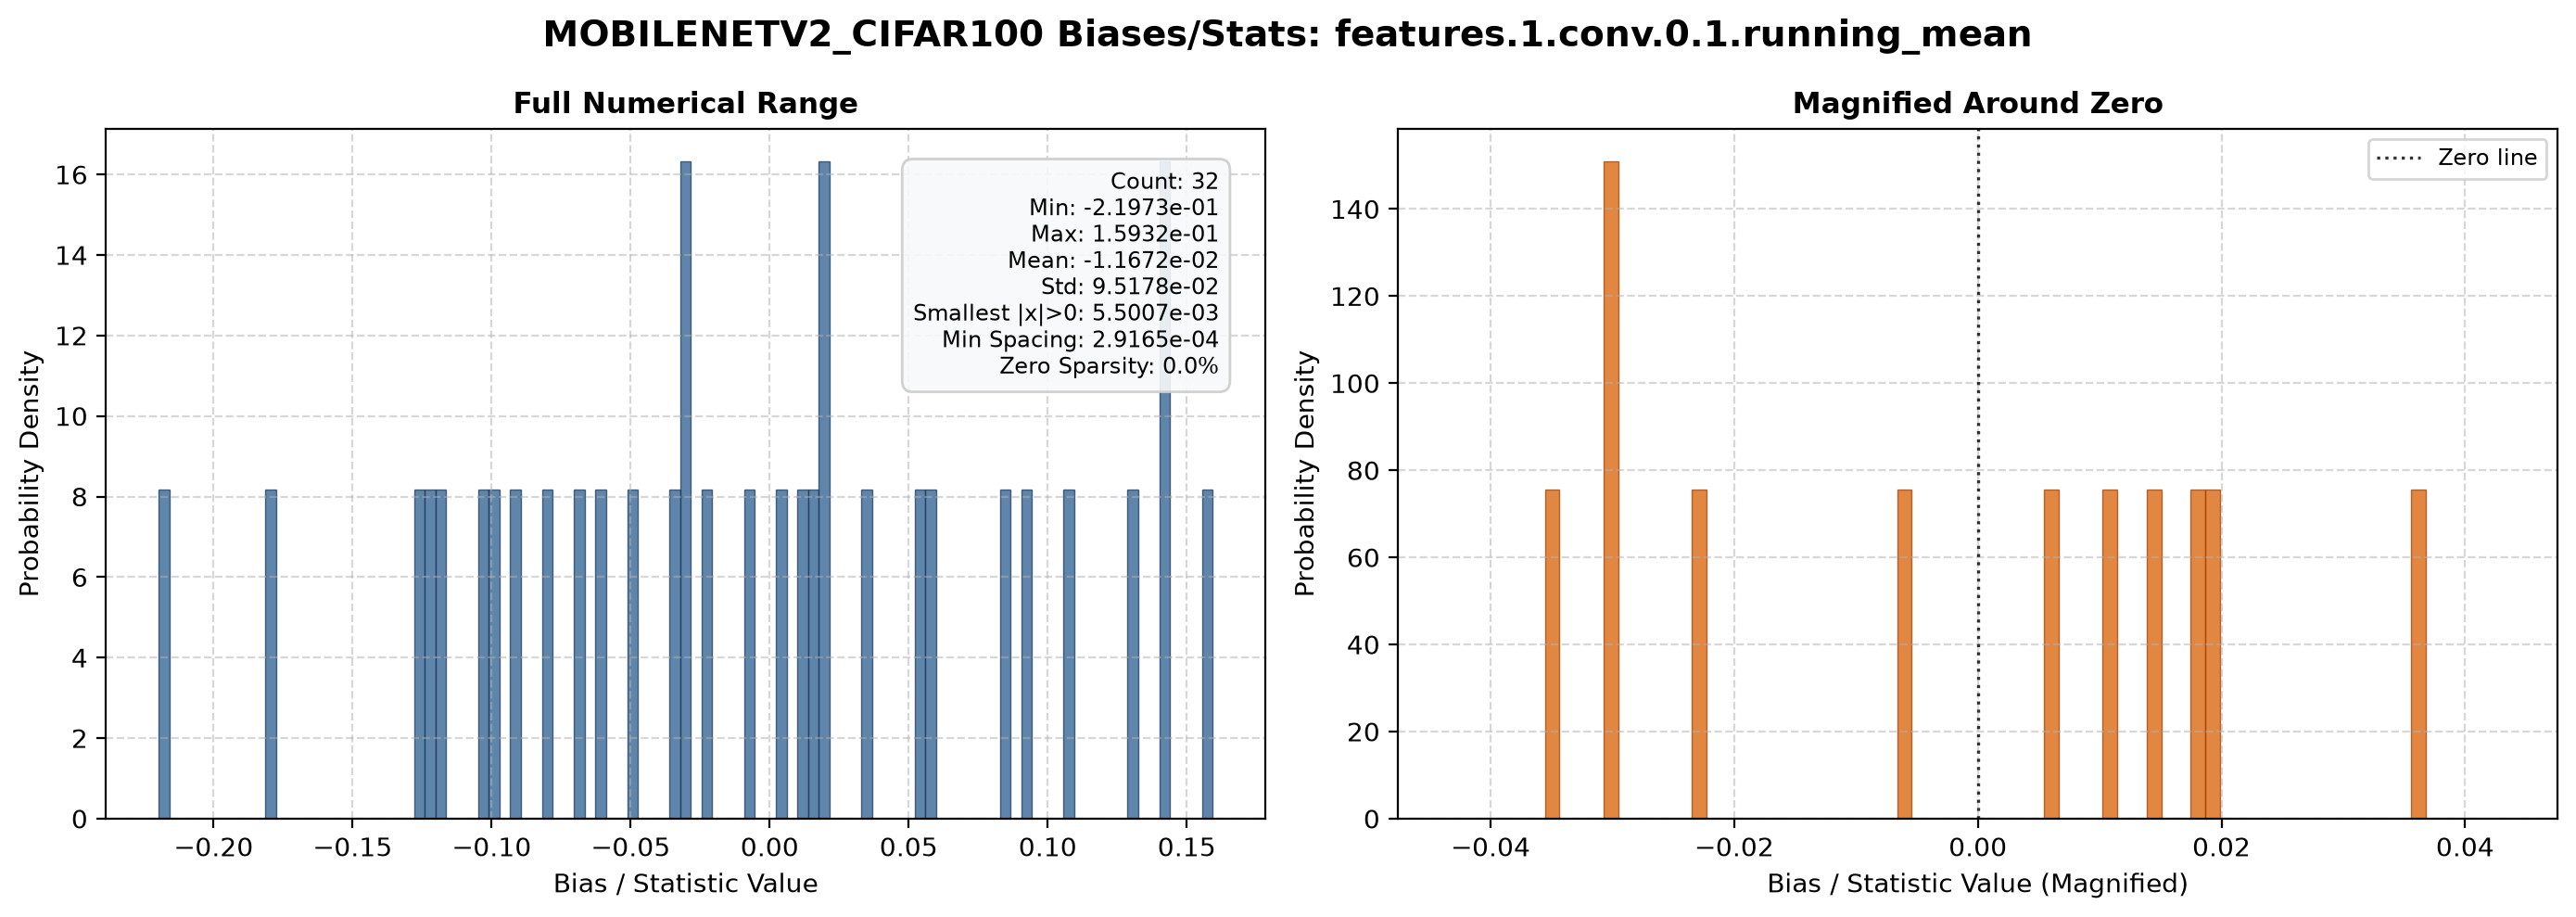 MOBILENETV2_CIFAR100 Biases/Stats: features.1.conv.0.1.running_mean
Full Numerical Range
Probability Density
16
14
12
10
8
6
4
2
0
Count: 32
Min: -2.1973e-01
Max: 1.5932e-01
Mean: -1.1672e-02
Std: 9.5178e-02
Smallest |x|>0: 5.5007e-03
Min Spacing: 2.9165e-04
Zero Sparsity: 0.0%
−0.20 −0.15 −0.10 −0.05 0.00 0.05 0.10 0.15
Bias / Statistic Value
Magnified Around Zero
Probability Density
140
120
100
80
60
40
20
0
Zero line
−0.04 −0.02 0.00 0.02 0.04
Bias / Statistic Value (Magnified)